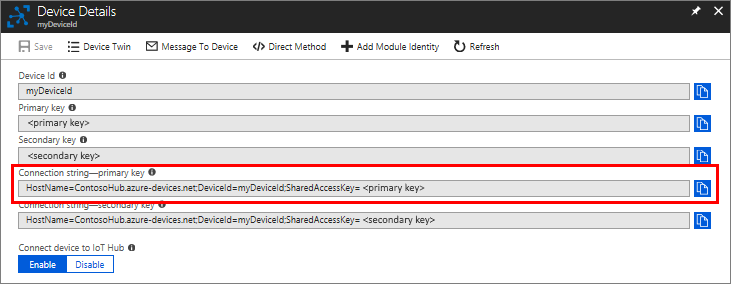 Device Details
myDeviceId
Save Device Twin Message To Device Direct Method Add Module Identity Refresh
Device Id
myDeviceId
Primary key
<primary key>
Secondary key
<secondary key>
Connection string—primary key
HostName=ContosoHub.azure-devices.net;DeviceId=myDeviceId;SharedAccessKey= <primary key>
Connection string—secondary key
HostName=ContosoHub.azure-devices.net;DeviceId=myDeviceId;SharedAccessKey= <secondary key>
Connect device to IoT Hub
Enable Disable